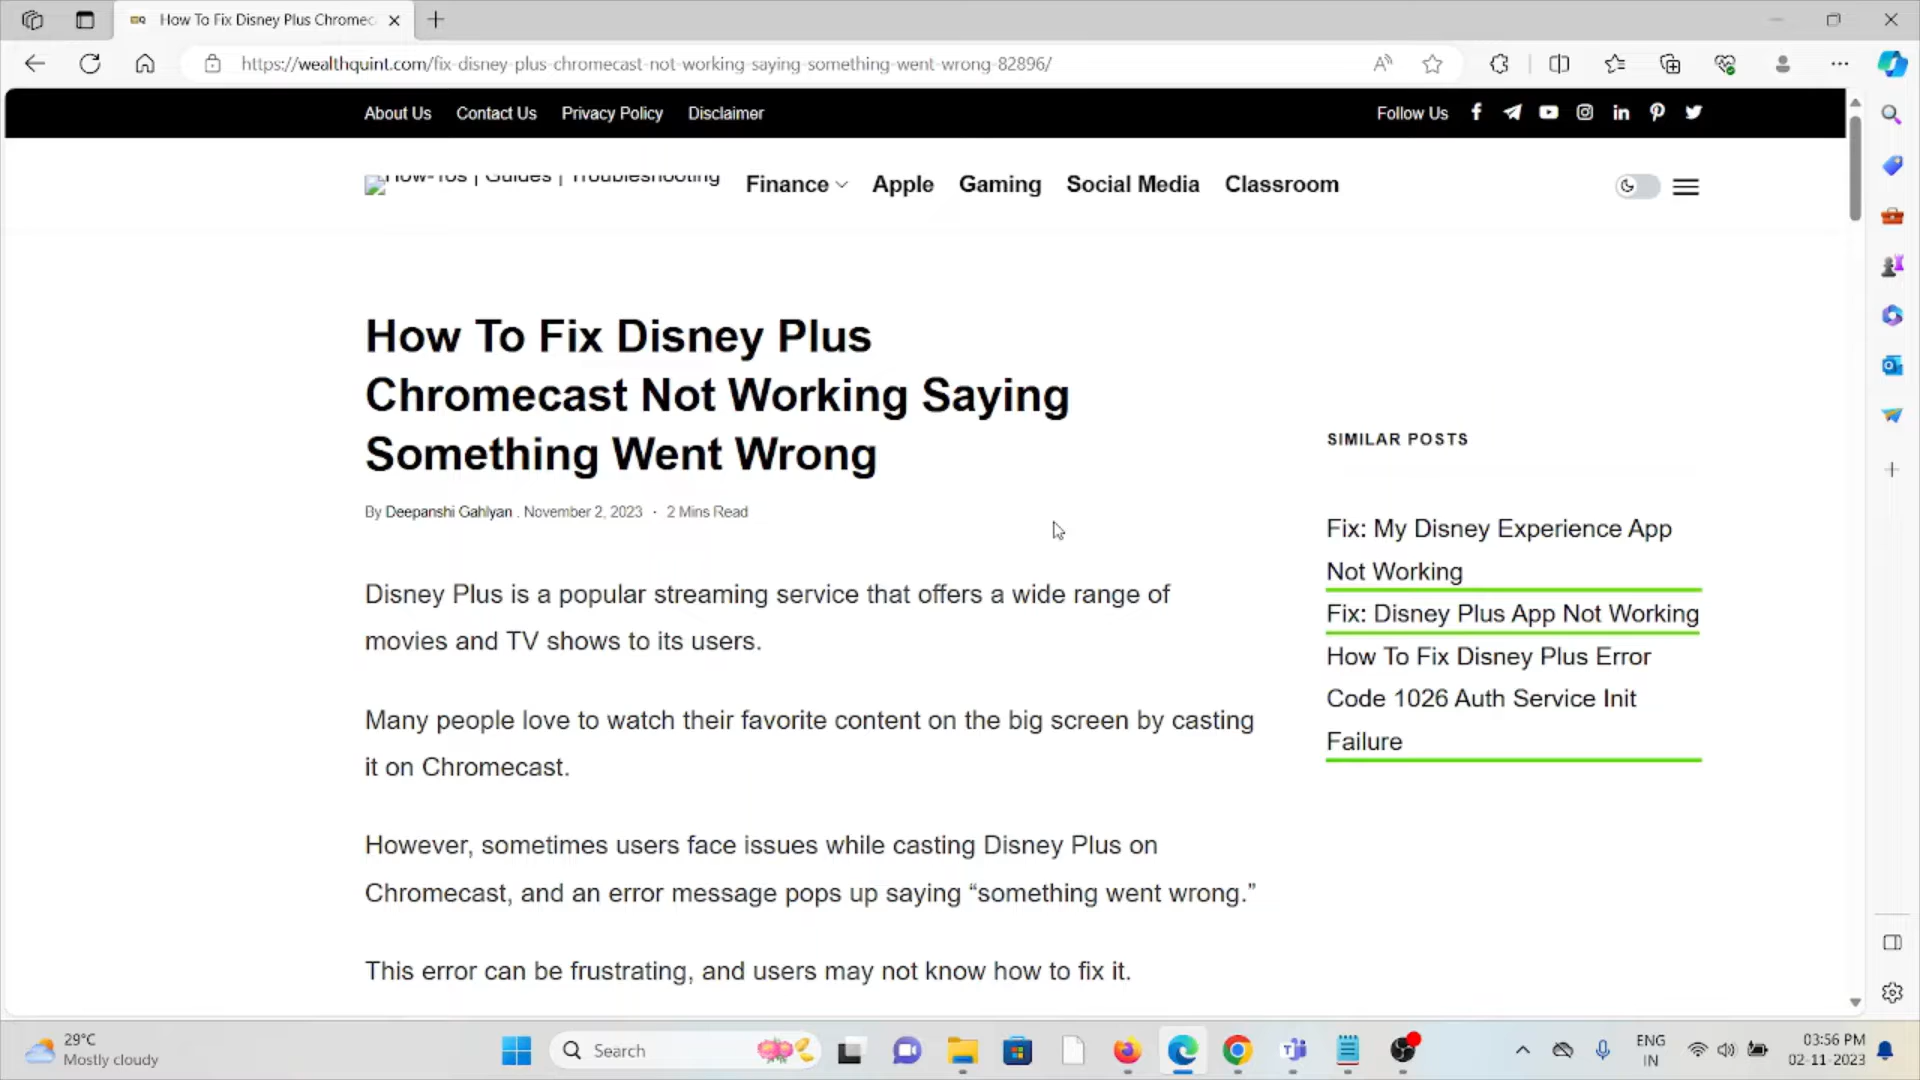 How To Fix Disney Plus Chromec
https://wealthquint.com/fix-disney-plus-chromecast-not-working-saying-something-went-wrong-82896/
About Us Contact Us Privacy Policy Disclaimer Follow Us
How-Tos | Guides | Troubleshooting Finance Apple Gaming Social Media Classroom
How To Fix Disney Plus
Chromecast Not Working Saying
Something Went Wrong
By Deepanshi Gahlyan . November 2, 2023 · 2 Mins Read
Disney Plus is a popular streaming service that offers a wide range of
movies and TV shows to its users.
Many people love to watch their favorite content on the big screen by casting
it on Chromecast.
However, sometimes users face issues while casting Disney Plus on
Chromecast, and an error message pops up saying “something went wrong.”
This error can be frustrating, and users may not know how to fix it.
SIMILAR POSTS
Fix: My Disney Experience App
Not Working
Fix: Disney Plus App Not Working
How To Fix Disney Plus Error
Code 1026 Auth Service Init
Failure
29°C
Mostly cloudy
Search
ENG
IN
03:56 PM
02-11-2023